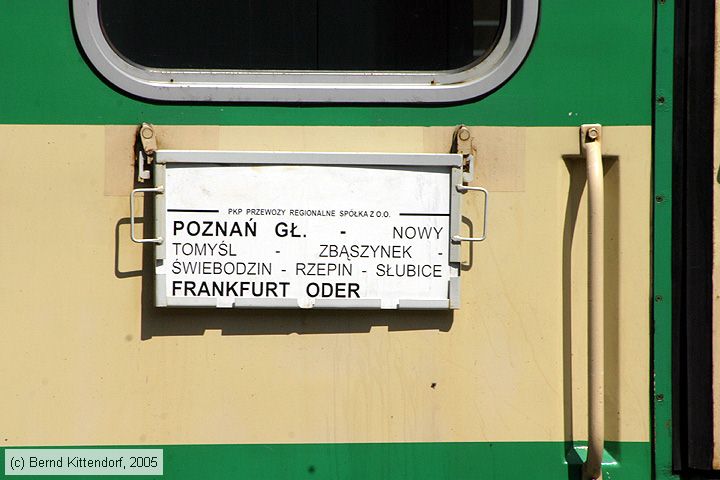 PKP PRZEWOZY REGIONALNE SPÓŁKA Z O.O.
POZNAŃ GŁ. - NOWY
TOMYŚL - ZBĄSZYNEK -
ŚWIEBODZIN - RZEPIN - SŁUBICE
FRANKFURT ODER
(c) Bernd Kittendorf, 2005